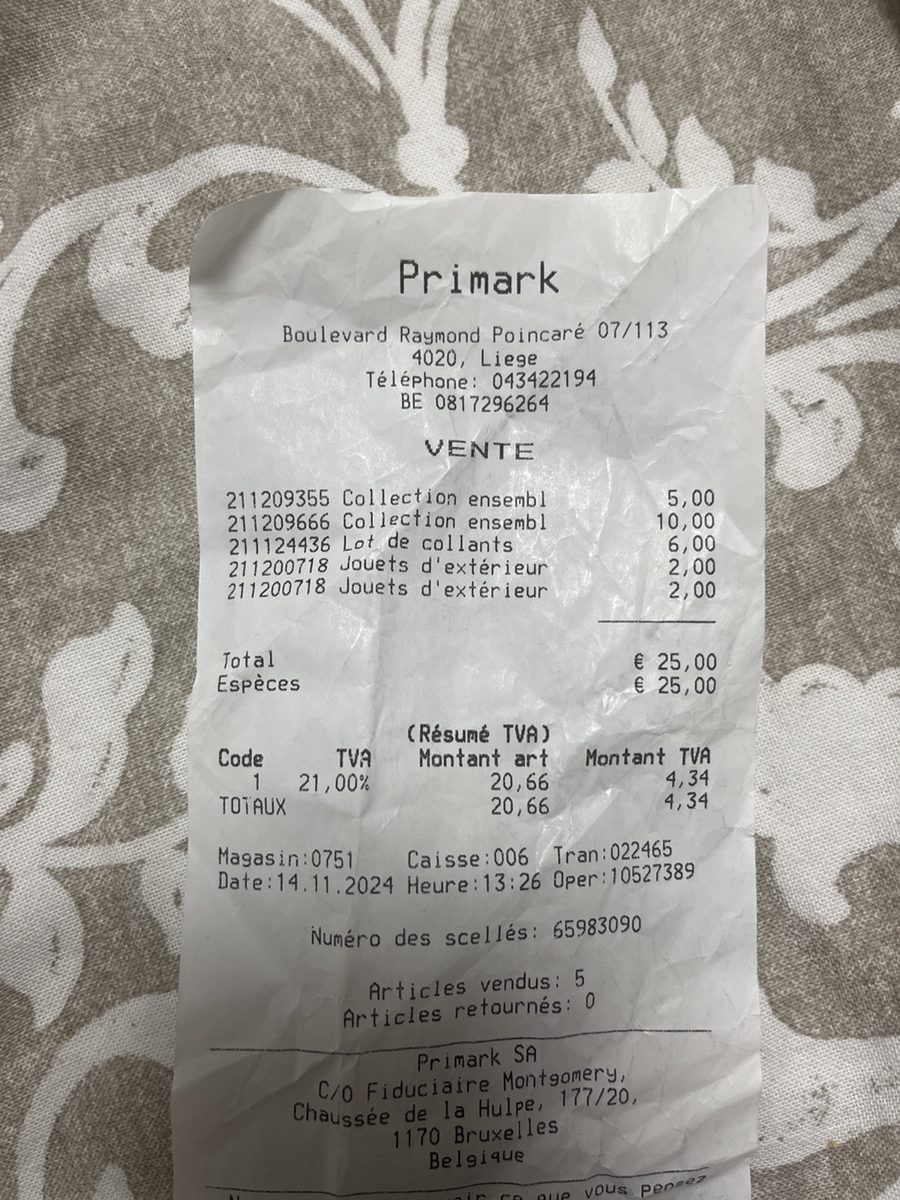 Primark
Boulevard Raymond Poincaré 07/113
4020, Liege
Téléphone: 043422194
BE 0817296264
VENTE
211209355 Collection ensembl 5,00
211209666 Collection ensembl 10,00
211124436 Lot de collants 6,00
211200718 Jouets d'extérieur 2,00
211200718 Jouets d'extérieur 2,00
Total € 25,00
Espèces € 25,00
(Résumé TVA)
Code TVA Montant art Montant TVA
1 21,00% 20,66 4,34
TOTAUX 20,66 4,34
Magasin:0751 Caisse:006 Tran:022465
Date:14.11.2024 Heure:13:26 Oper:10527389
Numéro des scellés: 65983090
Articles vendus: 5
Articles retournés: 0
Primark SA
C/O Fiduciaire Montgomery,
Chaussée de la Hulpe, 177/20,
1170 Bruxelles
Belgique
ce que vous pensez